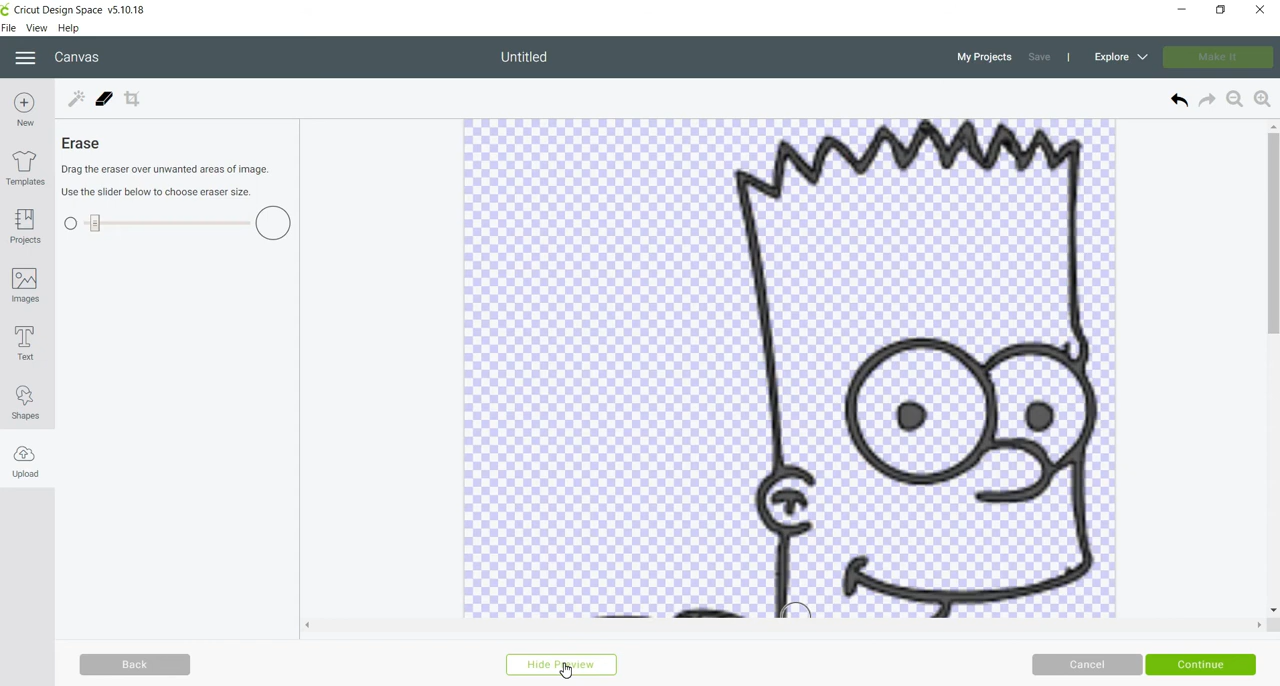 Cricut Design Space v5.10.18
File View Help
Canvas
Untitled
My Projects Save | Explore Make It
New
Templates
Projects
Images
Text
Shapes
Upload
Erase
Drag the eraser over unwanted areas of image.
Use the slider below to choose eraser size.
Back
Hide Preview
Cancel
Continue